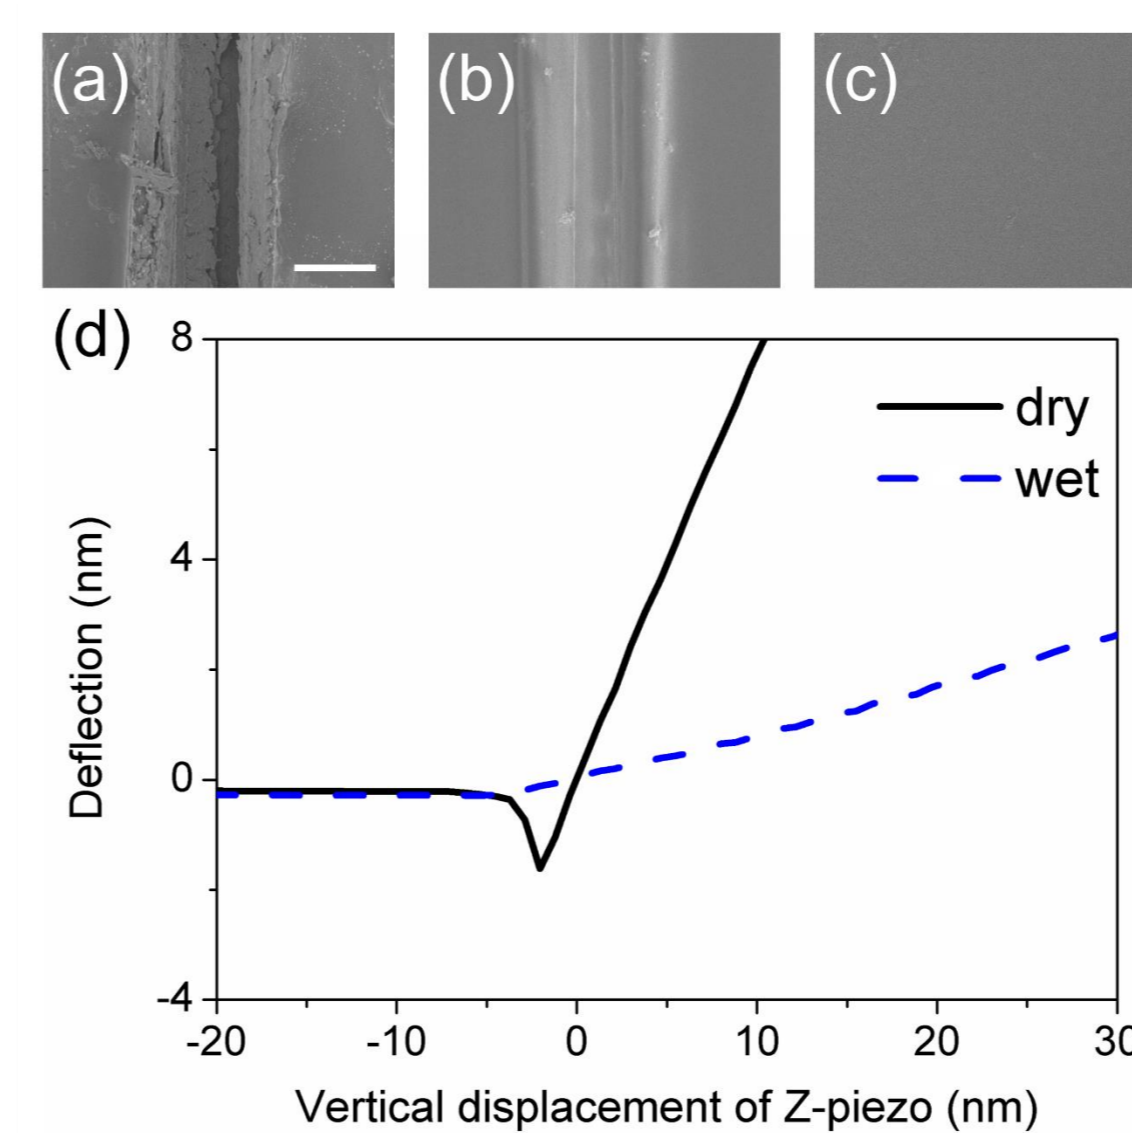 (a)
(b)
(c)
(d)
8
4
0
-4
Deflection (nm)
dry
wet
-20
-10
0
10
20
30
Vertical displacement of Z-piezo (nm)